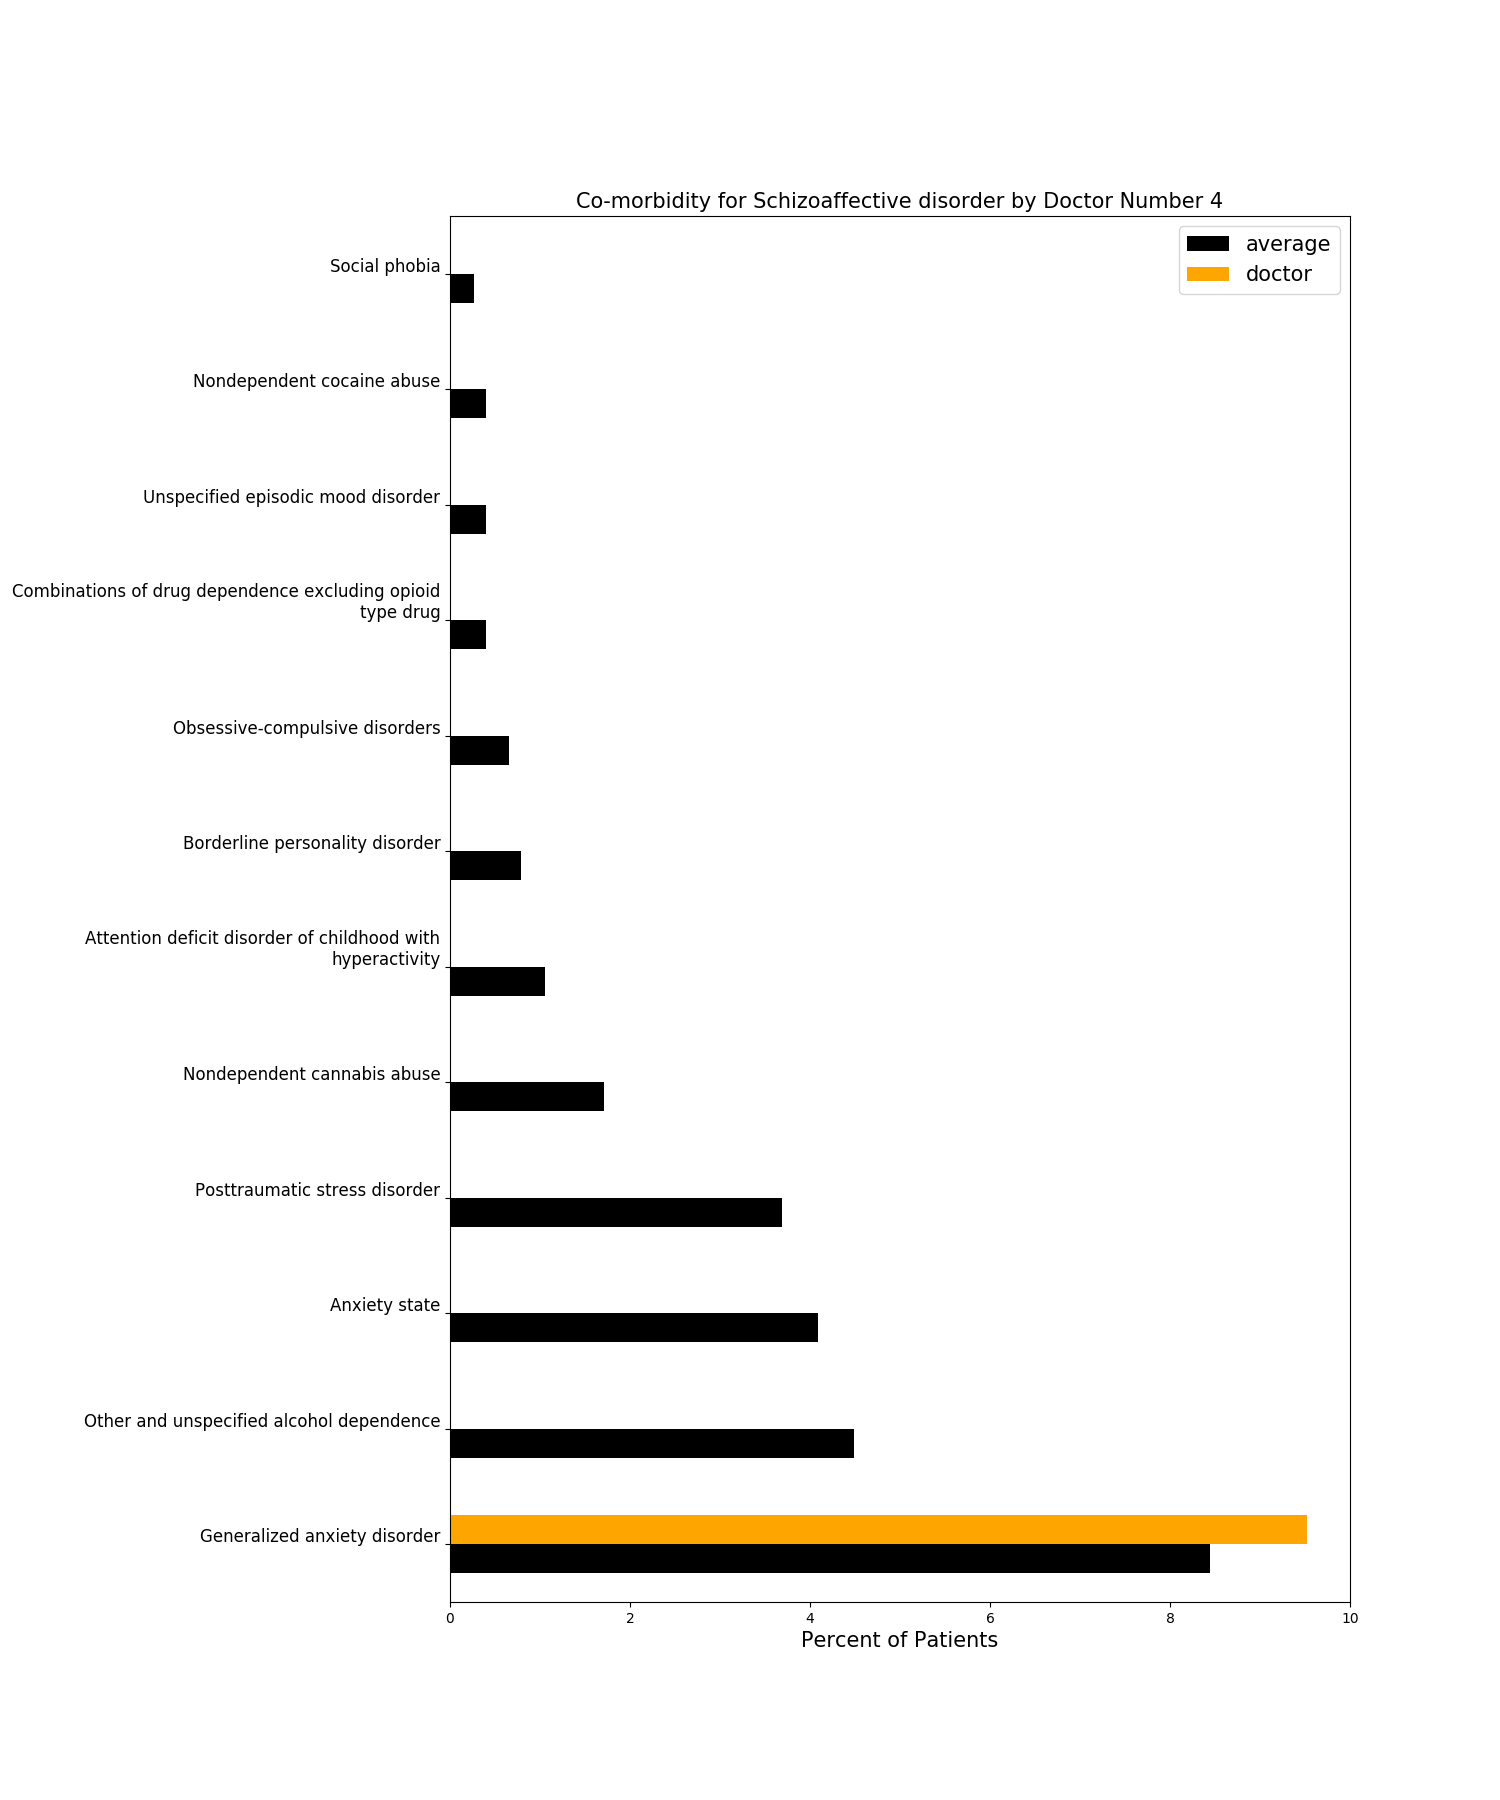 Co-morbidity for Schizoaffective disorder by Doctor Number 4
average
doctor
Social phobia
Nondependent cocaine abuse
Unspecified episodic mood disorder
Combinations of drug dependence excluding opioid
type drug
Obsessive-compulsive disorders
Borderline personality disorder
Attention deficit disorder of childhood with
hyperactivity
Nondependent cannabis abuse
Posttraumatic stress disorder
Anxiety state
Other and unspecified alcohol dependence
Generalized anxiety disorder
0 2 4 6 8 10
Percent of Patients